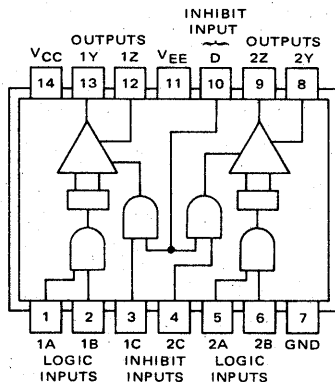 INHIBIT
OUTPUTS INPUT OUTPUTS
VCC 1Y 1Z VEE D 2Z 2Y
14 13 12 11 10 9 8
1 2 3 4 5 6 7
1A 1B 1C 2C 2A 2B GND
LOGIC INHIBIT LOGIC
INPUTS INPUTS INPUTS